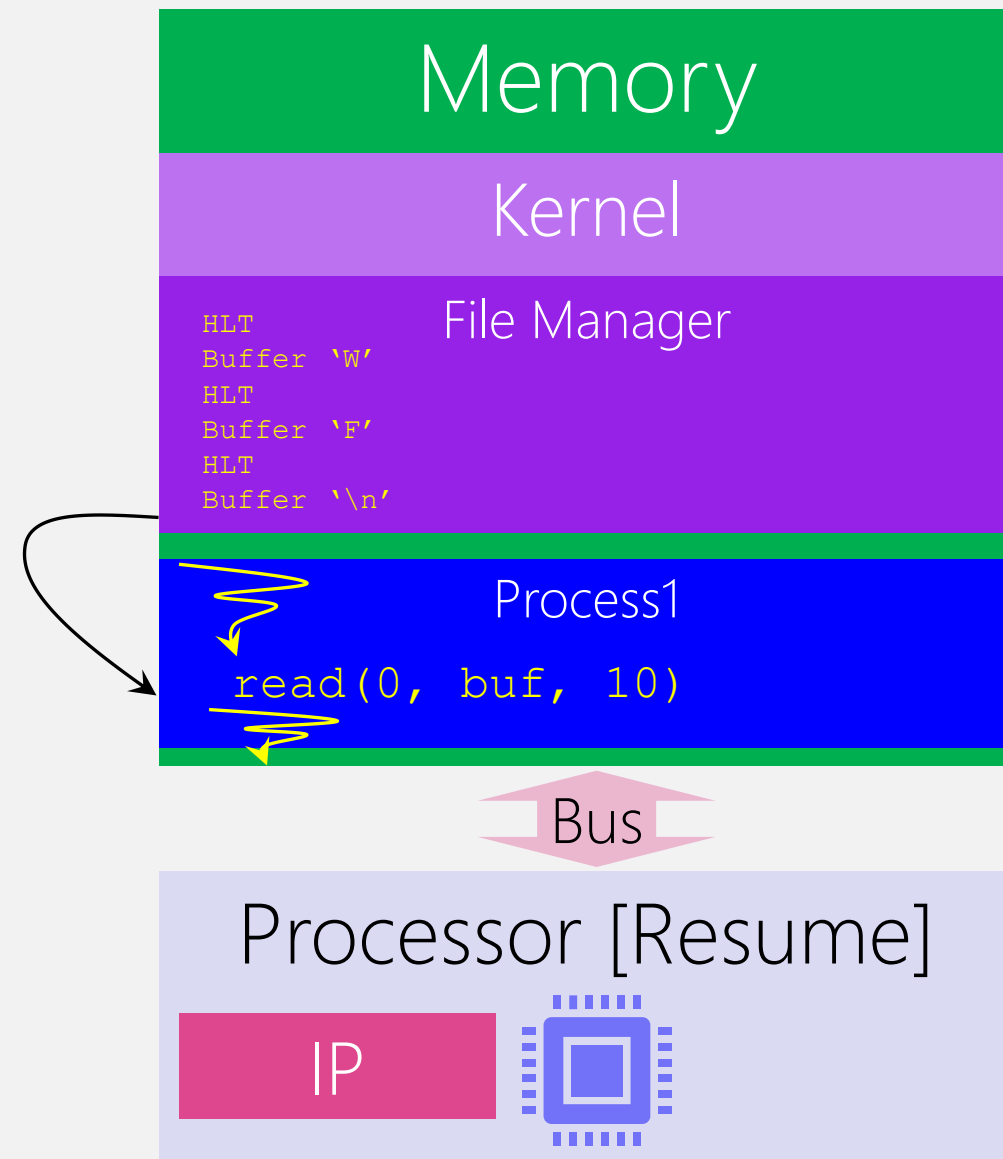 Memory
Kernel
File Manager
HLT
Buffer ‘W’
HLT
Buffer ‘F’
HLT
Buffer ‘\n’
Process1
read(0, buf, 10)
Bus
Processor [Resume]
IP